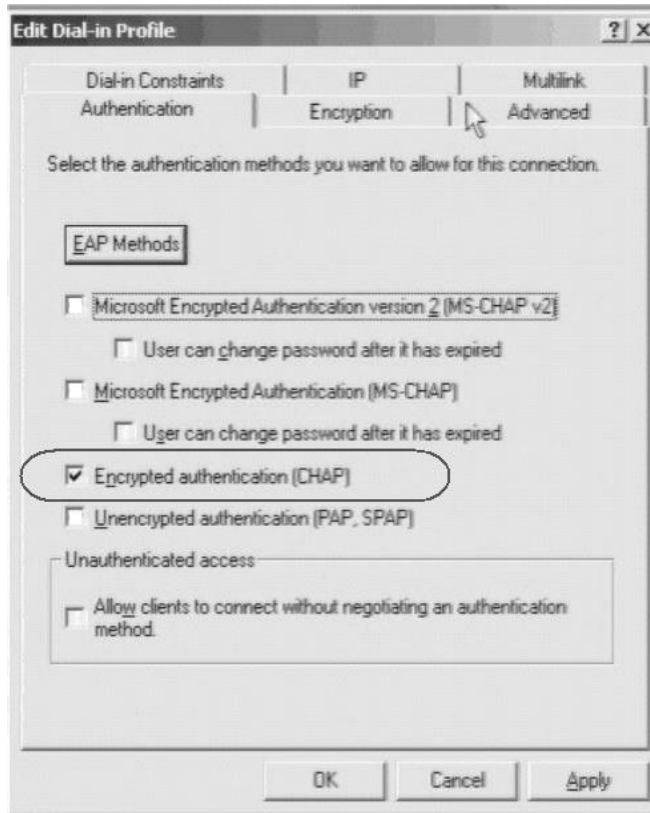 Edit Dial-in Profile
? X
Dial-in Constraints IP Multilink
Authentication Encryption Advanced
Select the authentication methods you want to allow for this connection.
EAP Methods
Microsoft Encrypted Authentication version 2 (MS-CHAP v2)
User can change password after it has expired
Microsoft Encrypted Authentication (MS-CHAP)
User can change password after it has expired
Encrypted authentication (CHAP)
Unencrypted authentication (PAP, SPAP)
Unauthenticated access
Allow clients to connect without negotiating an authentication
method.
OK Cancel Apply